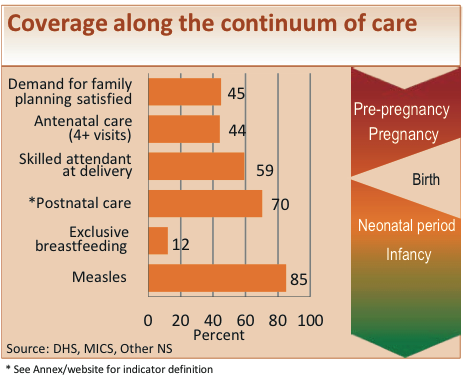 Coverage along the continuum of care
Demand for family
planning satisfied
45
Antenatal care
(4+ visits)
44
Skilled attendant
at delivery
59
*Postnatal care
70
Exclusive
breastfeeding
12
Measles
85
0 20 40 60 80 100
Percent
Pre-pregnancy
Pregnancy
Birth
Neonatal period
Infancy
Source: DHS, MICS, Other NS
* See Annex/website for indicator definition